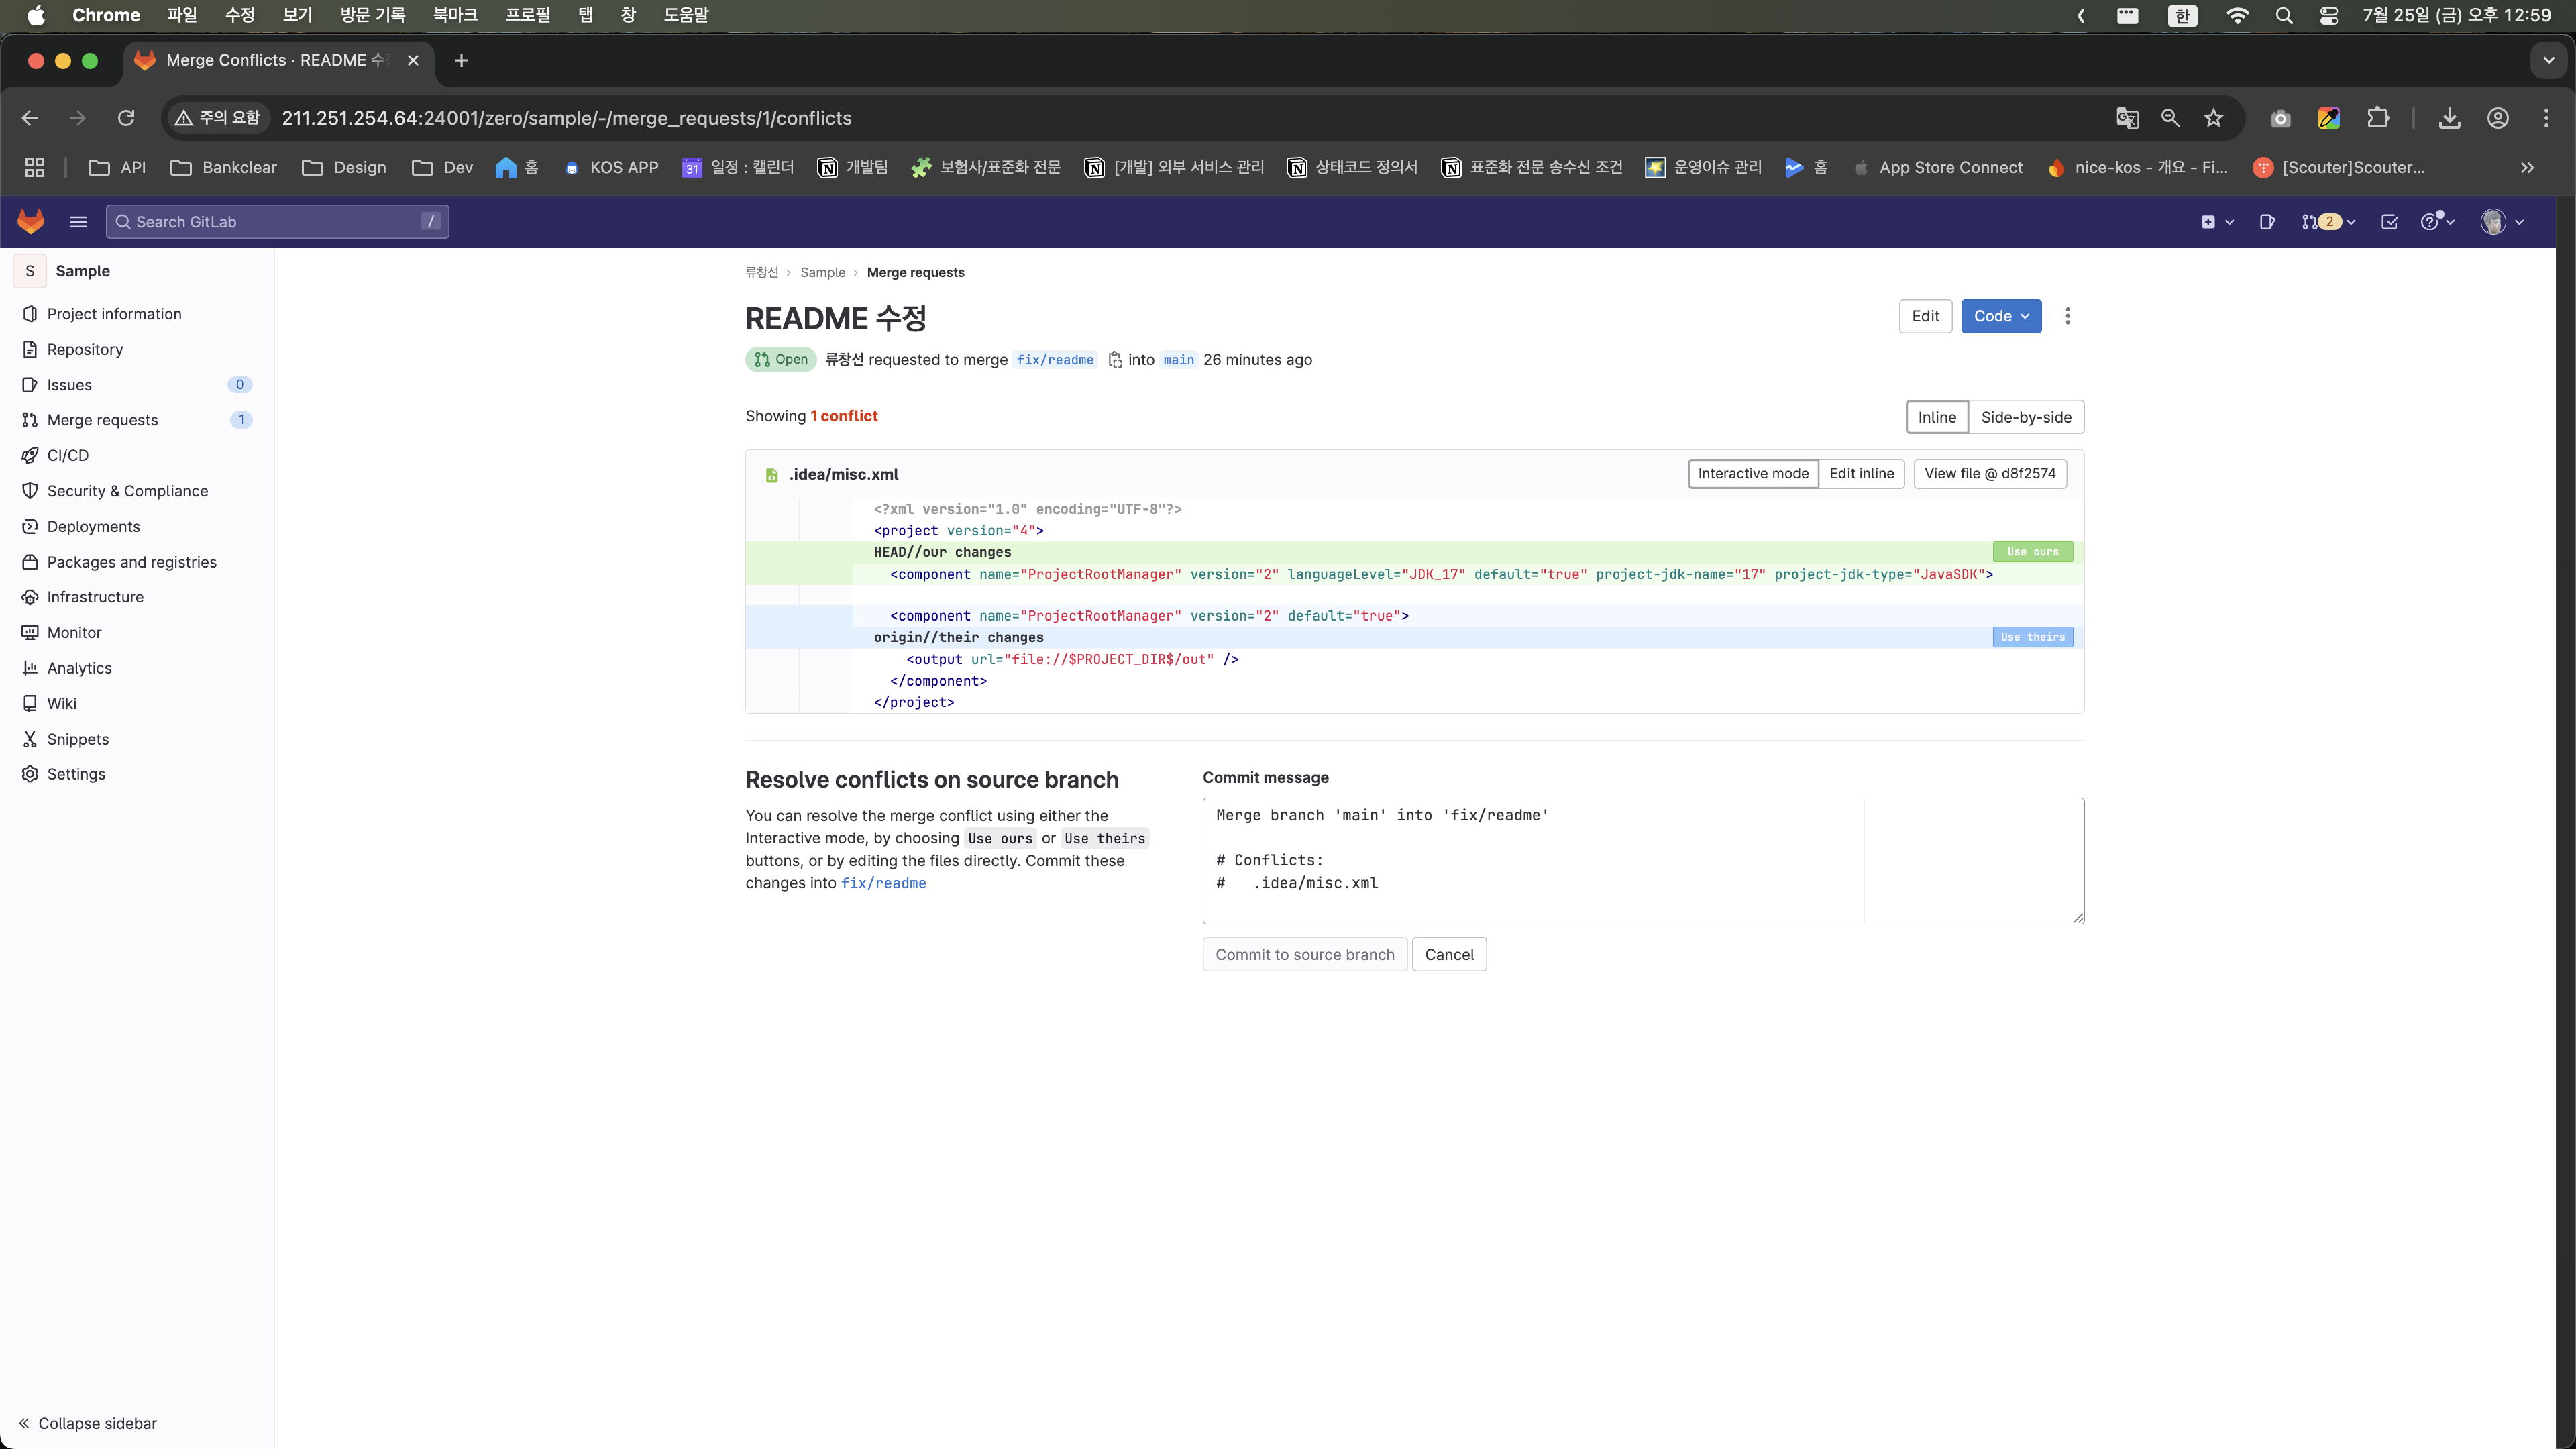 Chrome 파일 수정 보기 방문 기록 북마크 프로필 탭 창 도움말 한 7월 25일 (금) 오후 12:59
Merge Conflicts · README 수정
주의 요함 211.251.254.64:24001/zero/sample/-/merge_requests/1/conflicts
API Bankclear Design Dev 홈 KOS APP 31 일정 : 캘린더 개발팀 보험사/표준화 전문 [개발] 외부 서비스 관리 상태코드 정의서 표준화 전문 송수신 조건 운영이슈 관리 홈 App Store Connect nice-kos - 개요 - Fi... [Scouter]Scouter...
Search GitLab / 2
S Sample
Project information
Repository
Issues 0
Merge requests 1
CI/CD
Security & Compliance
Deployments
Packages and registries
Infrastructure
Monitor
Analytics
Wiki
Snippets
Settings
Collapse sidebar
류창선 › Sample › Merge requests
README 수정
Edit Code
Open 류창선 requested to merge fix/readme into main 26 minutes ago
Showing 1 conflict
Inline Side-by-side
.idea/misc.xml
Interactive mode Edit inline View file @ d8f2574
<?xml version="1.0" encoding="UTF-8"?>
<project version="4">
HEAD//our changes Use ours
<component name="ProjectRootManager" version="2" languageLevel="JDK_17" default="true" project-jdk-name="17" project-jdk-type="JavaSDK">
<component name="ProjectRootManager" version="2" default="true">
origin//their changes Use theirs
<output url="file://$PROJECT_DIR$/out" />
</component>
</project>
Resolve conflicts on source branch
You can resolve the merge conflict using either the
Interactive mode, by choosing Use ours or Use theirs
buttons, or by editing the files directly. Commit these
changes into fix/readme
Commit message
Merge branch 'main' into 'fix/readme'
# Conflicts:
#   .idea/misc.xml
Commit to source branch Cancel